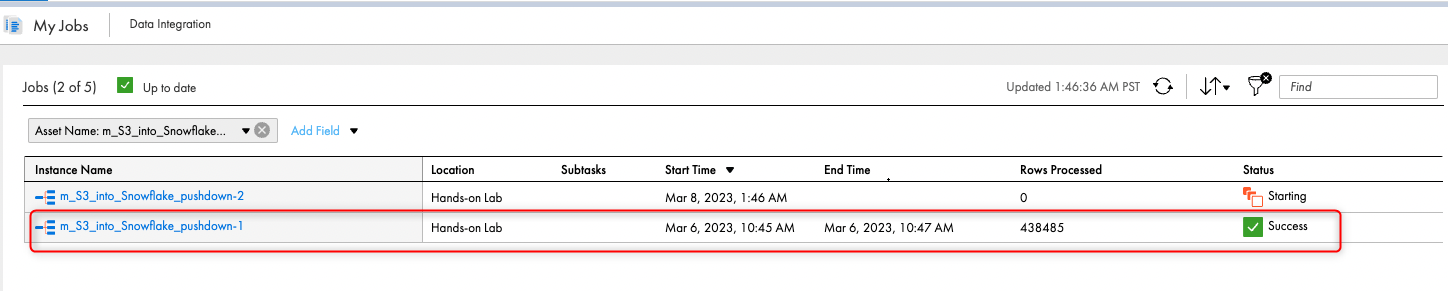 My Jobs Data Integration
Jobs (2 of 5) Up to date Updated 1:46:36 AM PST Find
Asset Name: m_S3_into_Snowflake... Add Field
Instance Name Location Subtasks Start Time End Time Rows Processed Status
m_S3_into_Snowflake_pushdown-2 Hands-on Lab Mar 8, 2023, 1:46 AM 0 Starting
m_S3_into_Snowflake_pushdown-1 Hands-on Lab Mar 6, 2023, 10:45 AM Mar 6, 2023, 10:47 AM 438485 Success